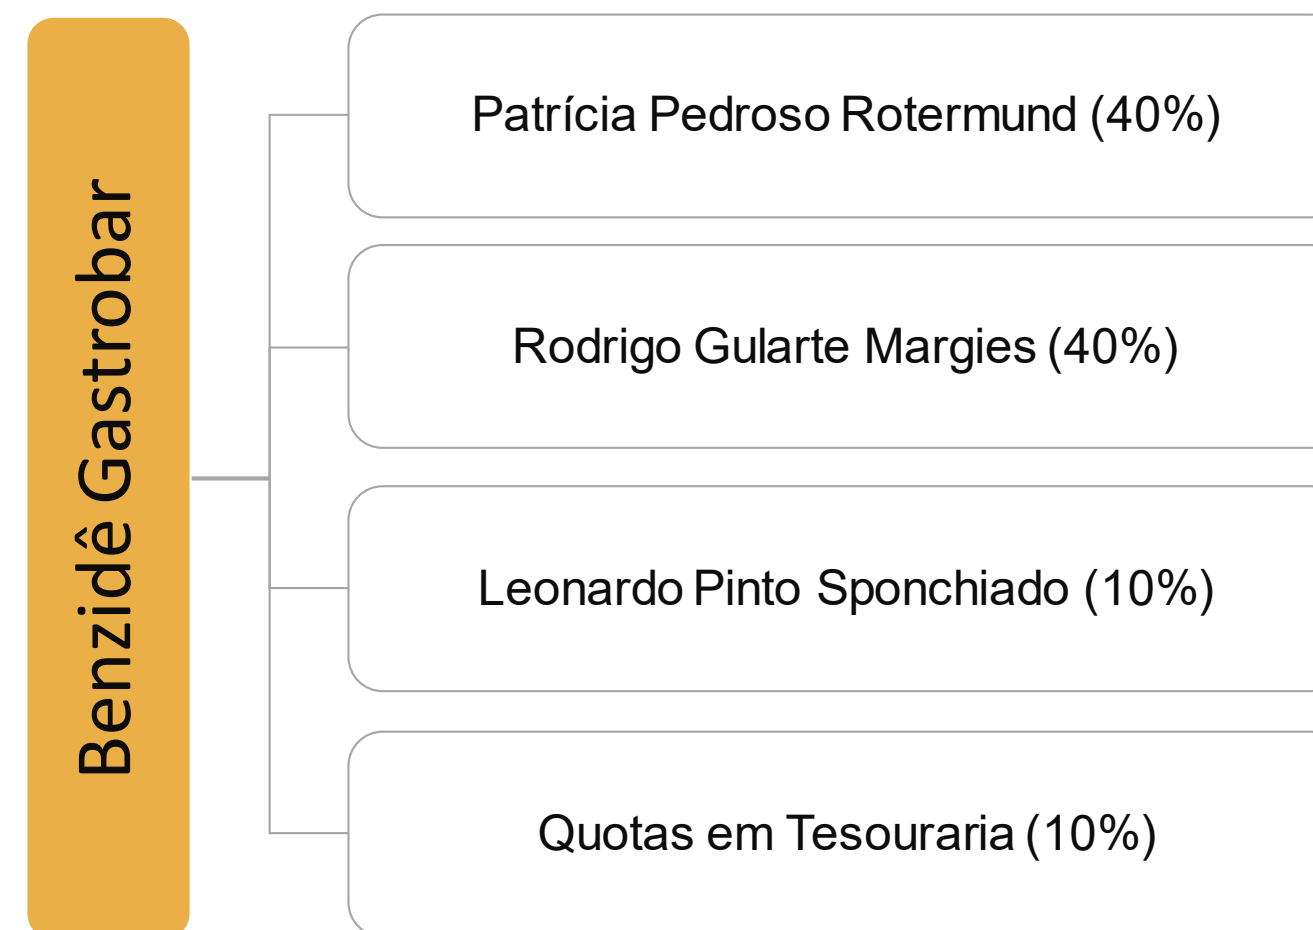 Benzidê Gastrobar
Patrícia Pedroso Rotermund (40%)
Rodrigo Gularte Margies (40%)
Leonardo Pinto Sponchiado (10%)
Quotas em Tesouraria (10%)